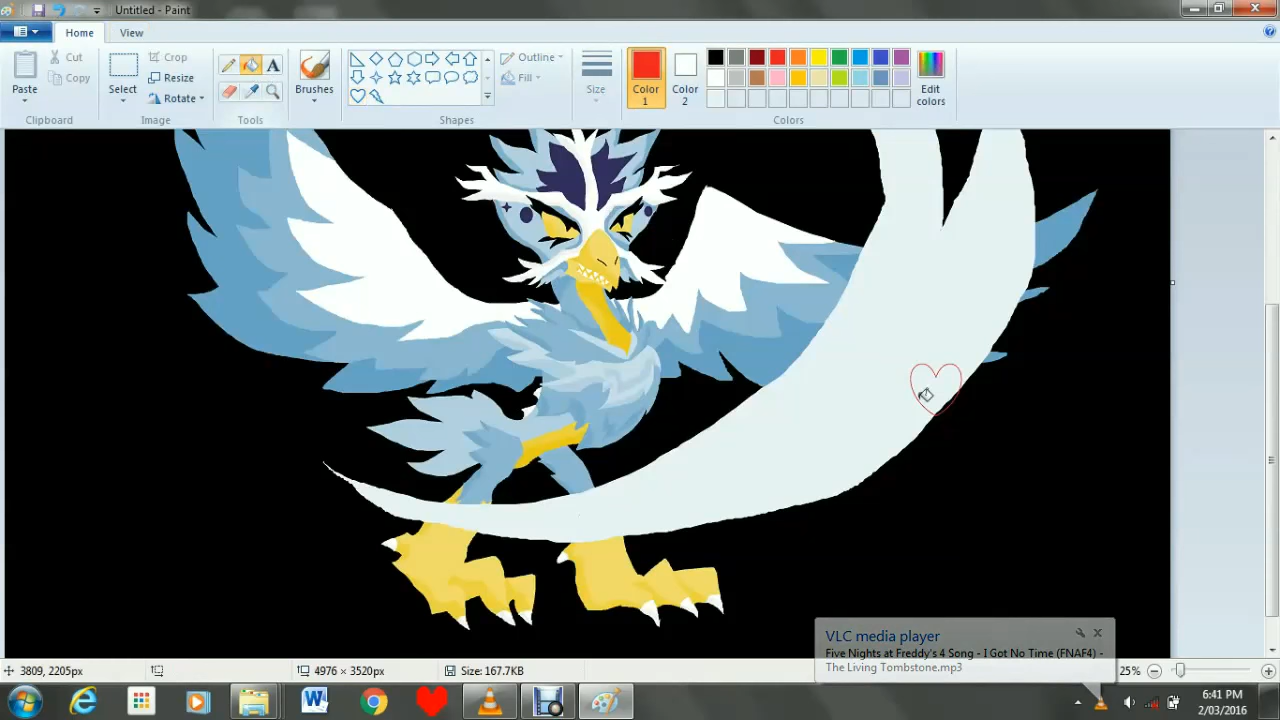 Untitled - Paint
Home View
Paste
Cut
Copy
Clipboard
Select
Crop
Resize
Rotate
Image
A
Tools
Brushes
Outline
Fill
Shapes
Size
Color 1
Color 2
Edit colors
Colors
VLC media player
Five Nights at Freddy's 4 Song - I Got No Time (FNAF4) -
The Living Tombstone.mp3
3809, 2205px
4976 × 3520px
Size: 167.7KB
25%
6:41 PM
2/03/2016